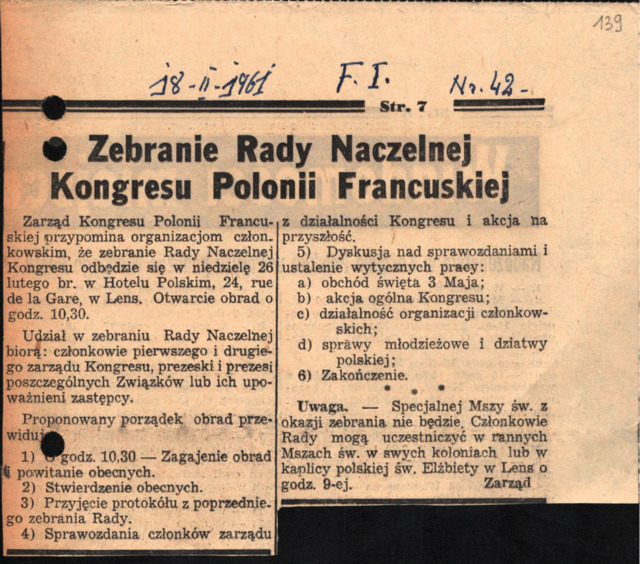 139
18-II-1961 F.I. Nr. 42-
Str. 7
Zebranie Rady Naczelnej
Kongresu Polonii Francuskiej
Zarząd Kongresu Polonii Francu-
skiej przypomina organizacjom człon-
kowskim, że zebranie Rady Naczelnej
Kongresu odbędzie się w niedzielę 26
lutego br. w Hotelu Polskim, 24, rue
de la Gare, w Lens. Otwarcie obrad o
godz. 10,30.
Udział w zebraniu Rady Naczelnej
biorą: członkowie pierwszego i drugie-
go zarządu Kongresu, prezeski i prezesi
poszczególnych Związków lub ich upo-
ważnieni zastępcy.
Proponowany porządek obrad prze-
widuje
1) O godz. 10.30 — Zagajenie obrad
i powitanie obecnych.
2) Stwierdzenie obecnych.
3) Przyjęcie protokółu z poprzednie-
go zebrania Rady.
4) Sprawozdania członków zarządu
z działalności Kongresu i akcja na
przyszłość.
5) Dyskusja nad sprawozdaniami i
ustalenie wytycznych pracy:
a) obchód święta 3 Maja;
b) akcja ogólna Kongresu;
c) działalność organizacji członkow-
skich;
d) sprawy młodzieżowe i dziatwy
polskiej;
6) Zakończenie.
* * *
Uwaga. — Specjalnej Mszy św. z
okazji zebrania nie będzie. Członkowie
Rady mogą uczestniczyć w rannych
Mszach św. w swych koloniach lub w
kaplicy polskiej św. Elżbiety w Lens o
godz. 9-ej. Zarząd